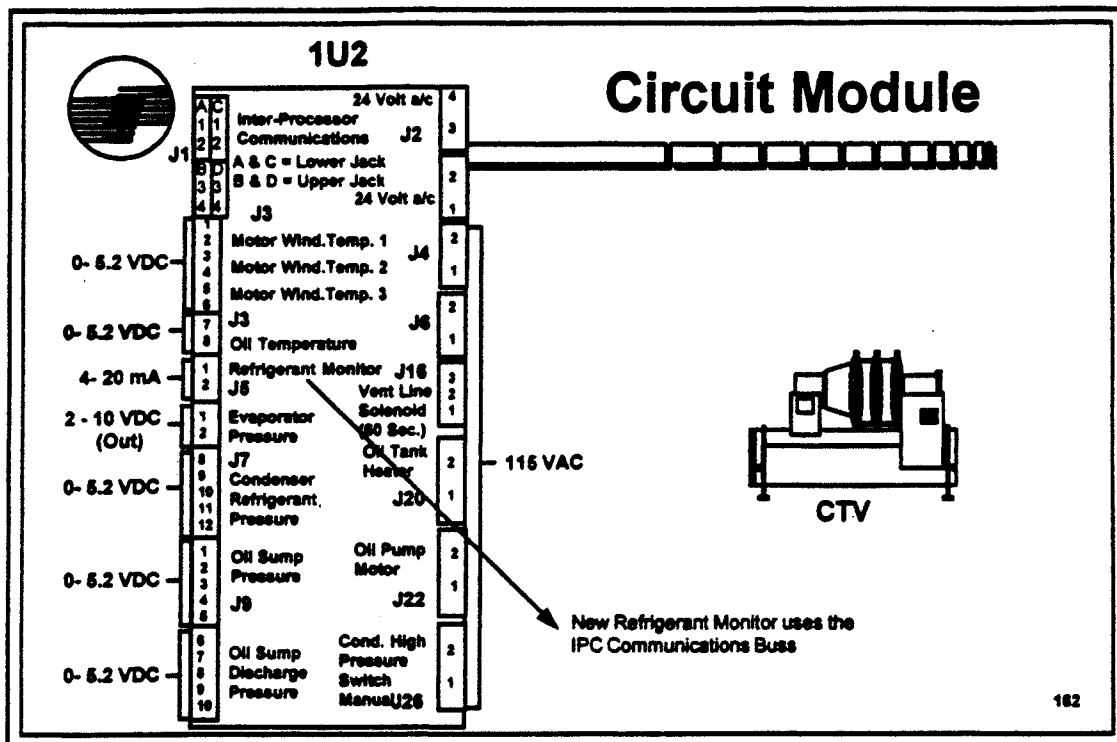 1U2
Circuit Module
A C
1 1
2 2
J1
B D
3 3
4 4
Inter-Processor
Communications
A & C = Lower Jack
B & D = Upper Jack
24 Volt a/c
J2
4
3
24 Volt a/c
2
1
J3
0- 5.2 VDC
1
2
3
4
5
6
Motor Wind.Temp. 1
Motor Wind.Temp. 2
Motor Wind.Temp. 3
J4
2
1
0- 5.2 VDC
7
8
J3
Oil Temperature
J6
2
1
4- 20 mA
1
2
Refrigerant Monitor
J5
J16
Vent Line
Solenoid
(60 Sec.)
3
2
1
2 - 10 VDC
(Out)
1
2
Evaporator
Pressure
Oil Tank
Heater
J20
2
1
115 VAC
0- 5.2 VDC
8
9
10
11
12
J7
Condenser
Refrigerant
Pressure
0- 5.2 VDC
1
2
3
4
5
Oil Sump
Pressure
J9
Oil Pump
Motor
J22
2
1
0- 5.2 VDC
6
7
8
9
10
Oil Sump
Discharge
Pressure
Cond. High
Pressure
Switch
Manual
J26
2
1
CTV
New Refrigerant Monitor uses the
IPC Communications Buss
162